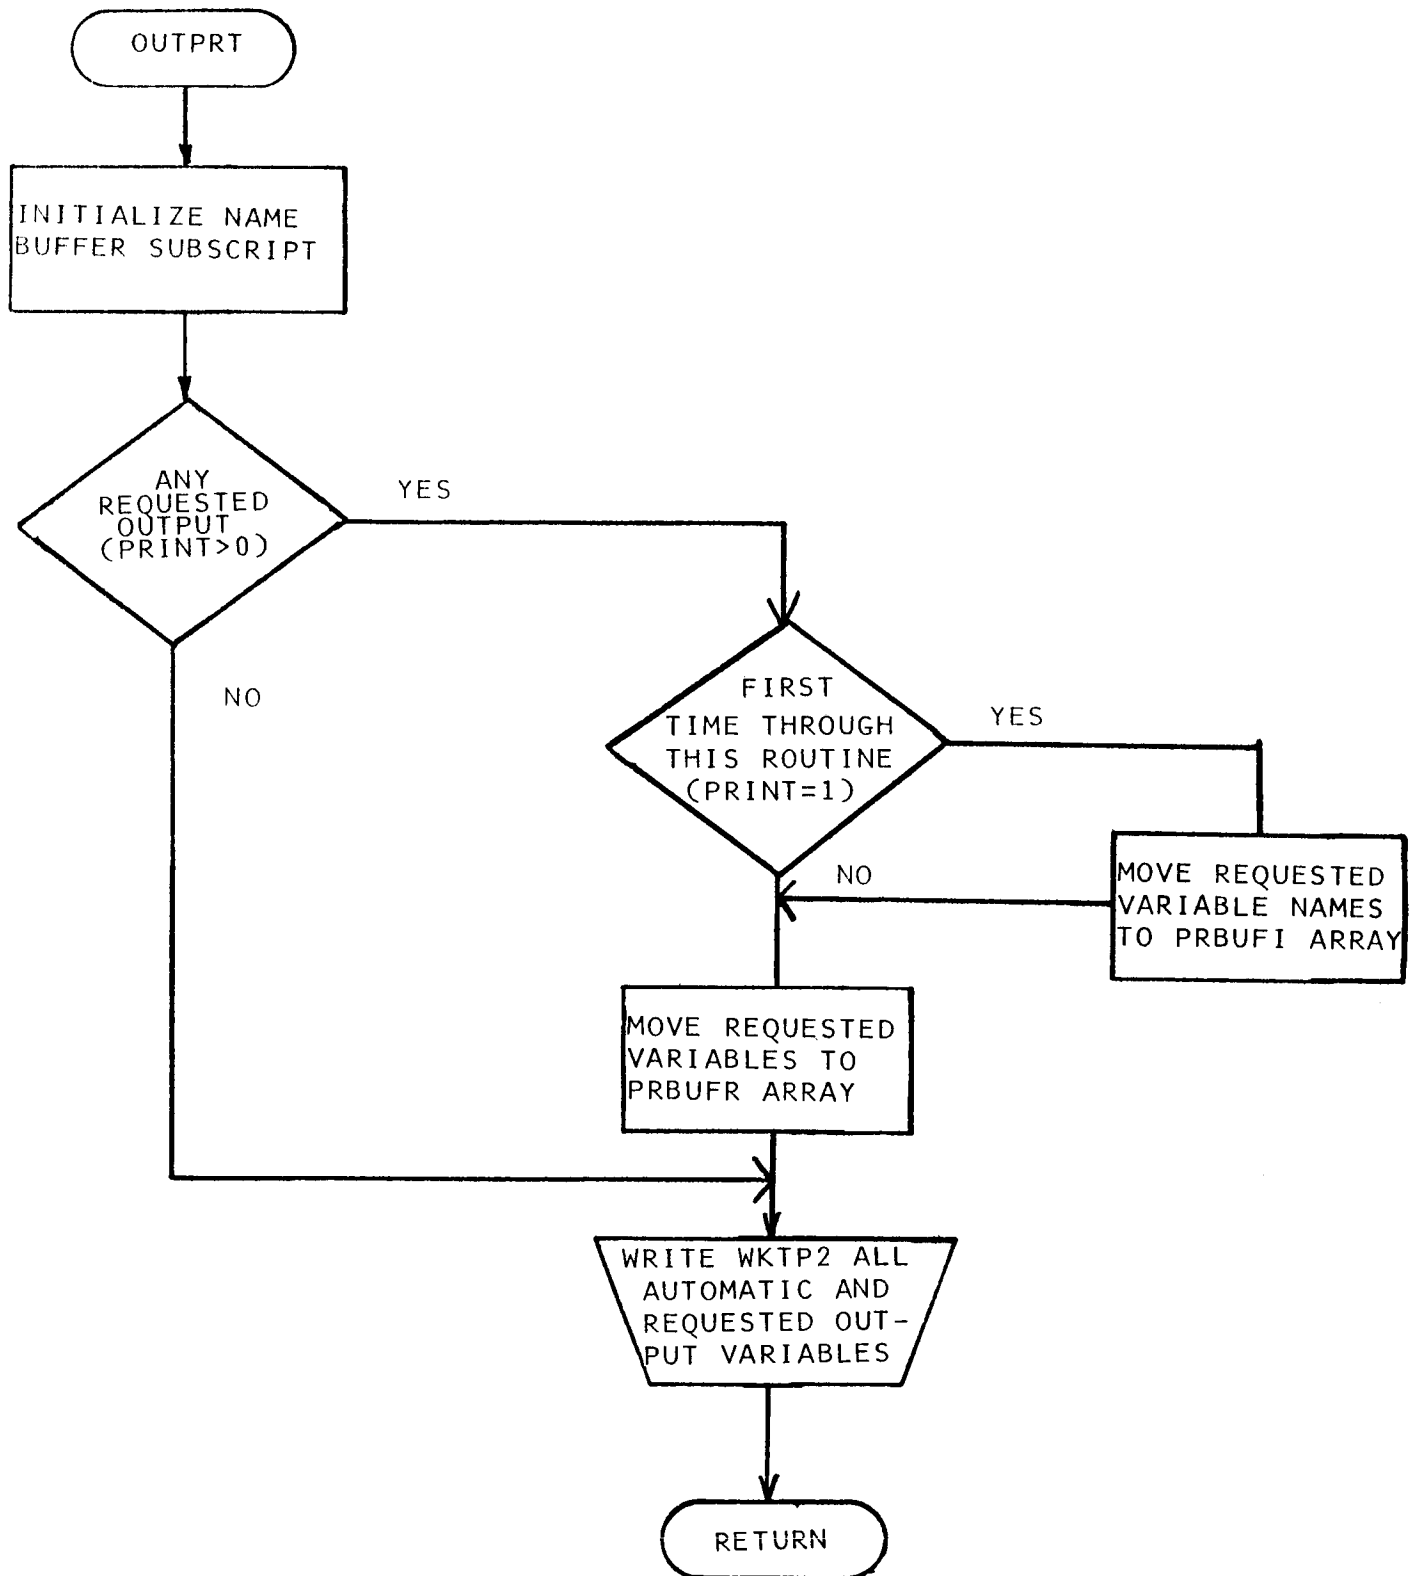 OUTPRT
INITIALIZE NAME
BUFFER SUBSCRIPT
ANY
REQUESTED
OUTPUT
(PRINT>0)
YES
NO
FIRST
TIME THROUGH
THIS ROUTINE
(PRINT=1)
YES
NO
MOVE REQUESTED
VARIABLE NAMES
TO PRBUFI ARRAY
MOVE REQUESTED
VARIABLES TO
PRBUFR ARRAY
WRITE WKTP2 ALL
AUTOMATIC AND
REQUESTED OUT-
PUT VARIABLES
RETURN